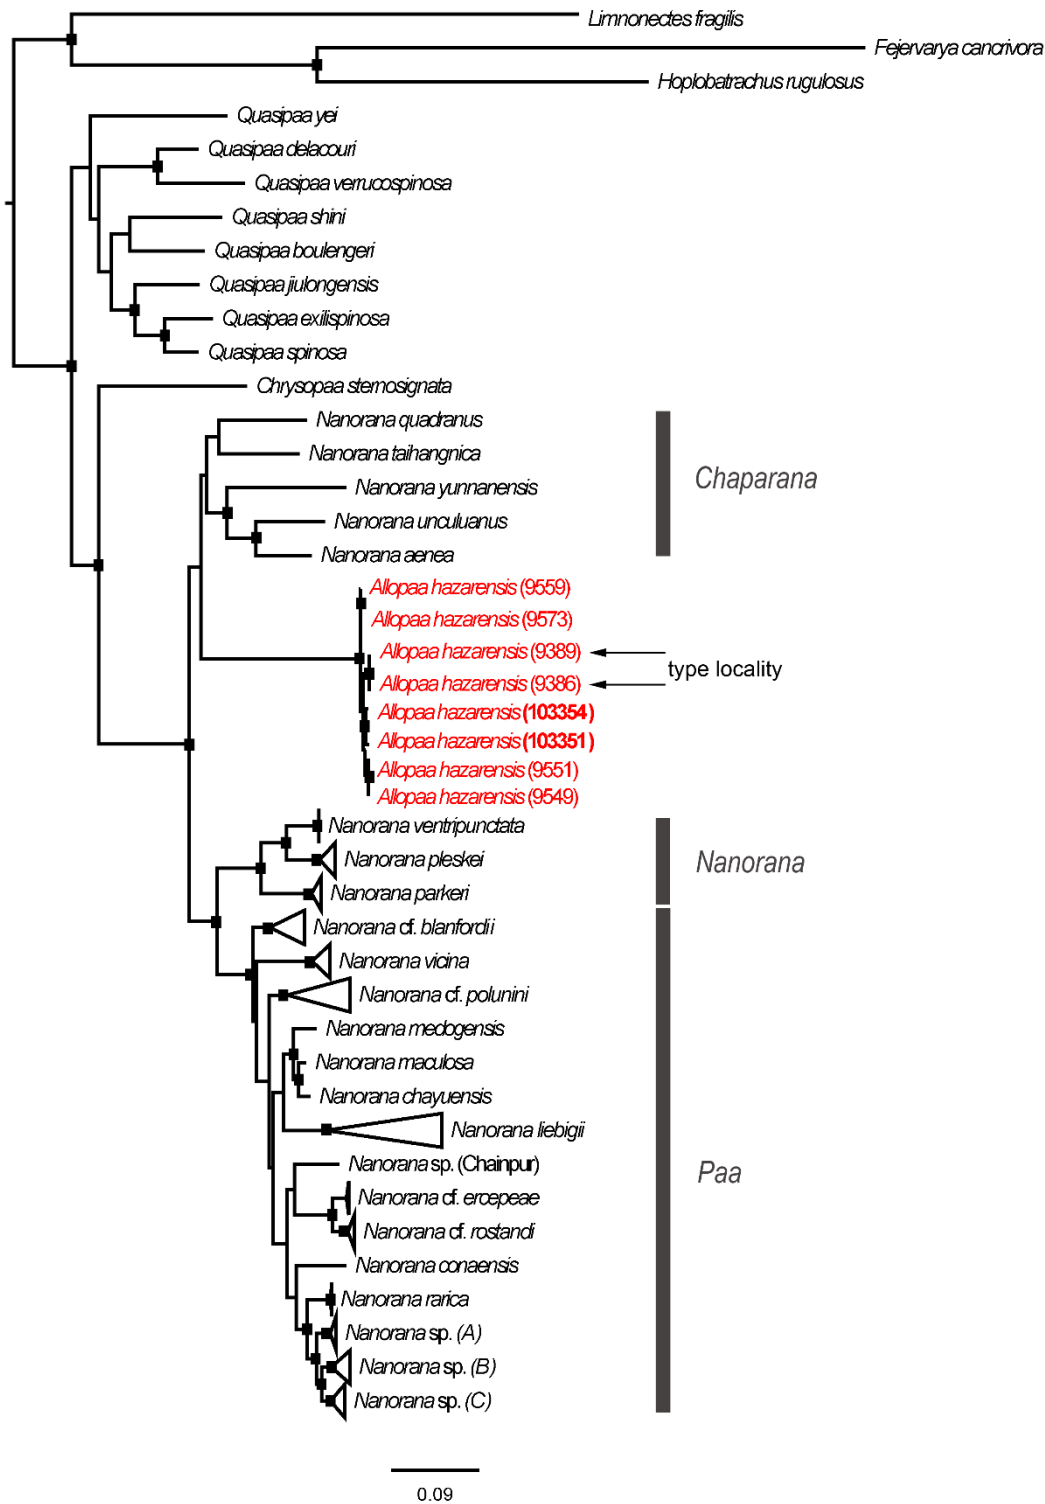 Limnonectes fragilis
Fejervarya cancrivora
Hoplobatrachus rugulosus
Quasipaa yei
Quasipaa delacouri
Quasipaa verrucospinosa
Quasipaa shini
Quasipaa boulengeri
Quasipaa jiulongensis
Quasipaa exilispinosa
Quasipaa spinosa
Chrysopaa sternosignata
Nanorana quadranus
Nanorana taihangnica
Chaparana
Nanorana yunnanensis
Nanorana unculuanus
Nanorana aenea
Allopaa hazarensis (9559)
Allopaa hazarensis (9573)
Allopaa hazarensis (9389)
type locality
Allopaa hazarensis (9386)
Allopaa hazarensis (103354)
Allopaa hazarensis (103351)
Allopaa hazarensis (9551)
Allopaa hazarensis (9549)
Nanorana ventripunctata
Nanorana pleskei
Nanorana
Nanorana parkeri
Nanorana cf. blanfordii
Nanorana vicina
Nanorana cf. polunini
Nanorana medogensis
Nanorana maculosa
Nanorana chayuensis
Nanorana liebigii
Nanorana sp. (Chainpur)
Paa
Nanorana cf. ercepeae
Nanorana cf. rostandi
Nanorana conaensis
Nanorana rarica
Nanorana sp. (A)
Nanorana sp. (B)
Nanorana sp. (C)
0.09